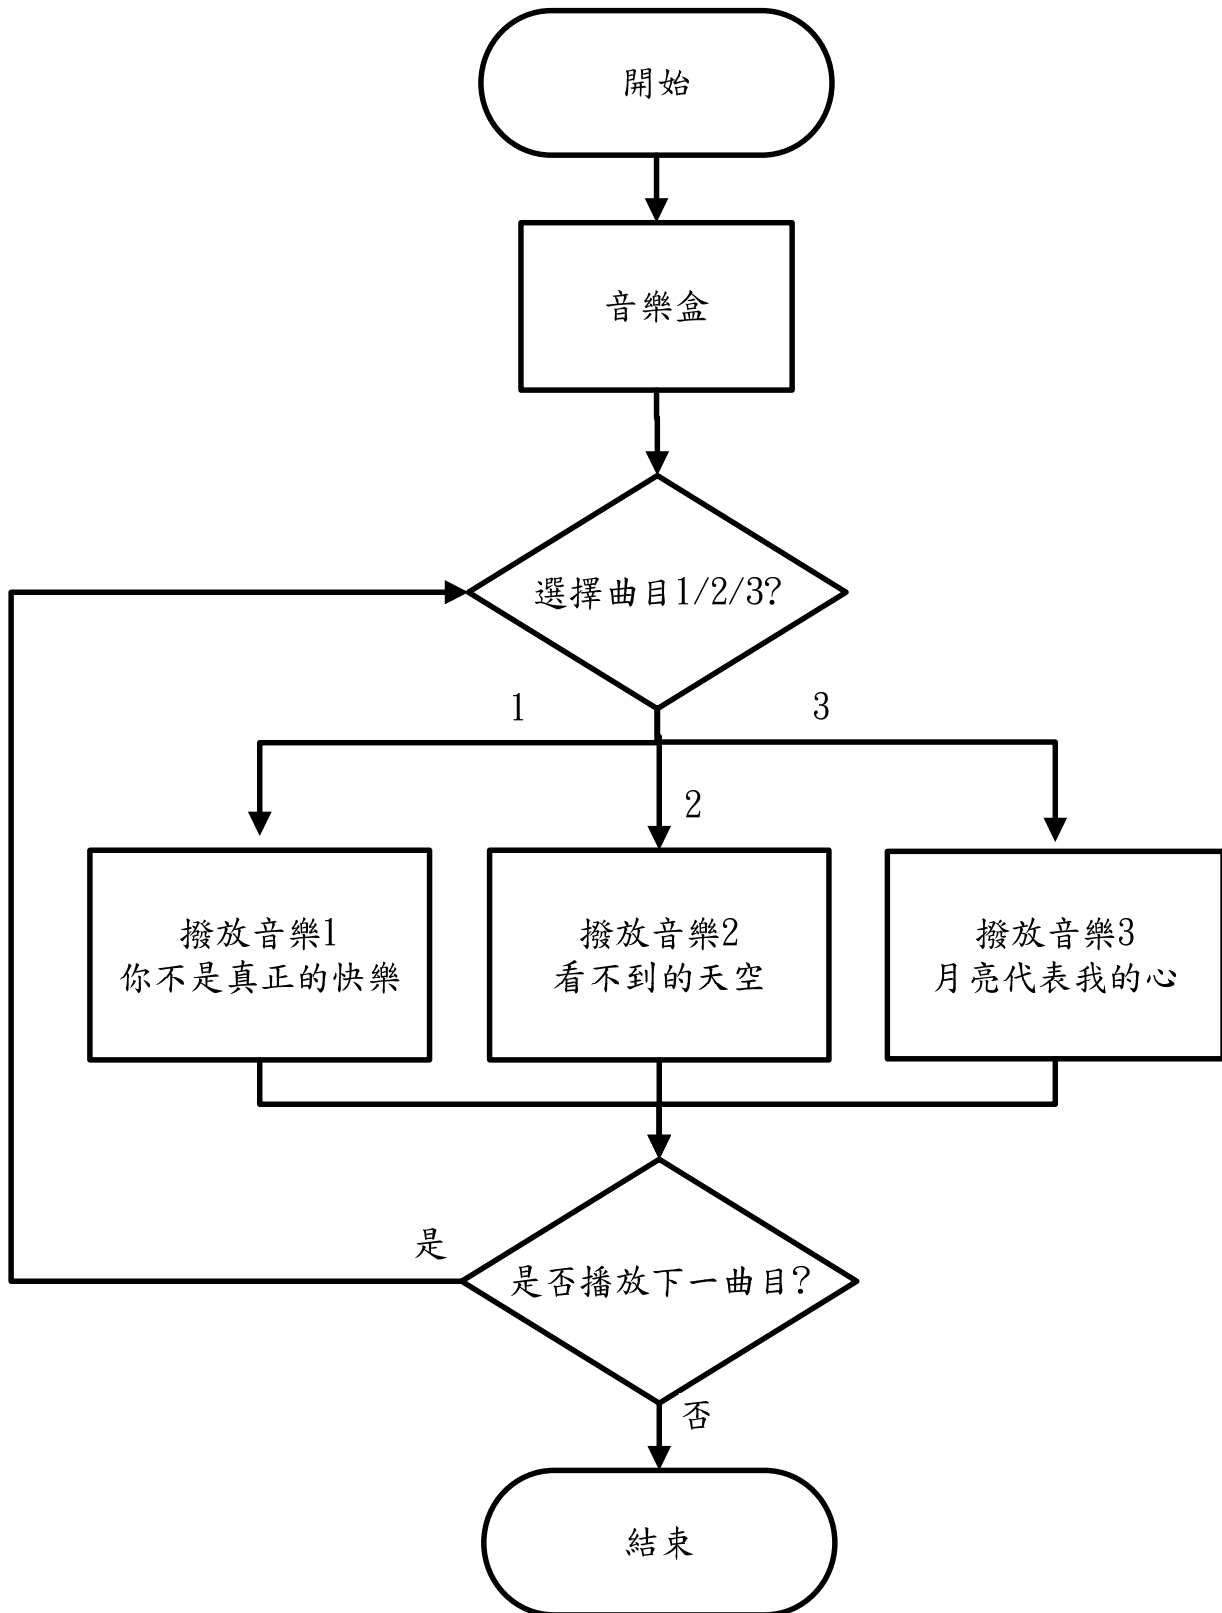 開始
音樂盒
選擇曲目1/2/3?
1
3
2
撥放音樂1
你不是真正的快樂
撥放音樂2
看不到的天空
撥放音樂3
月亮代表我的心
是
是否播放下一曲目?
否
結束